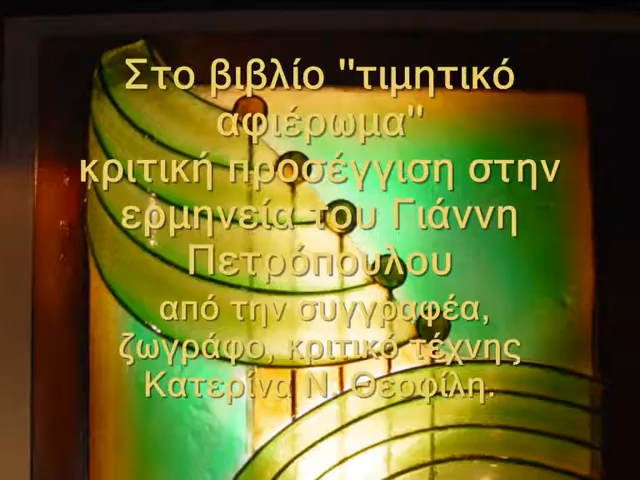 Στο βιβλίο "τιμητικό
αφιέρωμα"
κριτική προσέγγιση στην
ερμηνεία του Γιάννη
Πετρόπουλου
από την συγγραφέα,
ζωγράφο, κριτικό τέχνης
Κατερίνα Ν. Θεοφίλη.